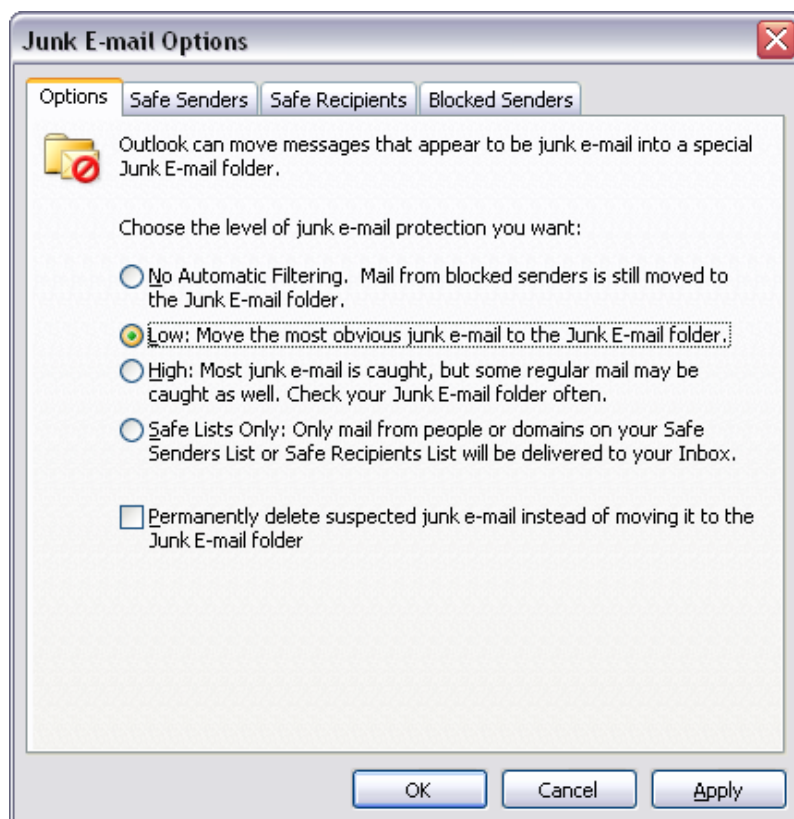 Junk E-mail Options
Options Safe Senders Safe Recipients Blocked Senders
Outlook can move messages that appear to be junk e-mail into a special
Junk E-mail folder.
Choose the level of junk e-mail protection you want:
No Automatic Filtering.  Mail from blocked senders is still moved to
the Junk E-mail folder.
Low: Move the most obvious junk e-mail to the Junk E-mail folder.
High: Most junk e-mail is caught, but some regular mail may be
caught as well. Check your Junk E-mail folder often.
Safe Lists Only: Only mail from people or domains on your Safe
Senders List or Safe Recipients List will be delivered to your Inbox.
Permanently delete suspected junk e-mail instead of moving it to the
Junk E-mail folder
OK Cancel Apply